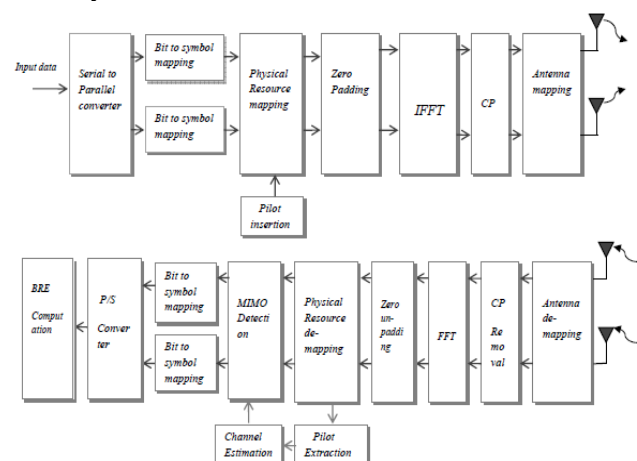 Input data
Serial to
Parallel
converter
Bit to symbol
mapping
Bit to symbol
mapping
Physical
Resource
mapping
Pilot
insertion
Zero
Padding
IFFT
CP
Antenna
mapping
BRE
Comput
ation
P/S
Conver
ter
Bit to
symbol
mapping
Bit to
symbol
mapping
MIMO
Detecti
on
Physical
Resource
de-
mapping
Zero
un-
paddi
ng
FFT
CP
Re
mo
val
Antenna
de-
mapping
Channel
Estimation
Pilot
Extraction